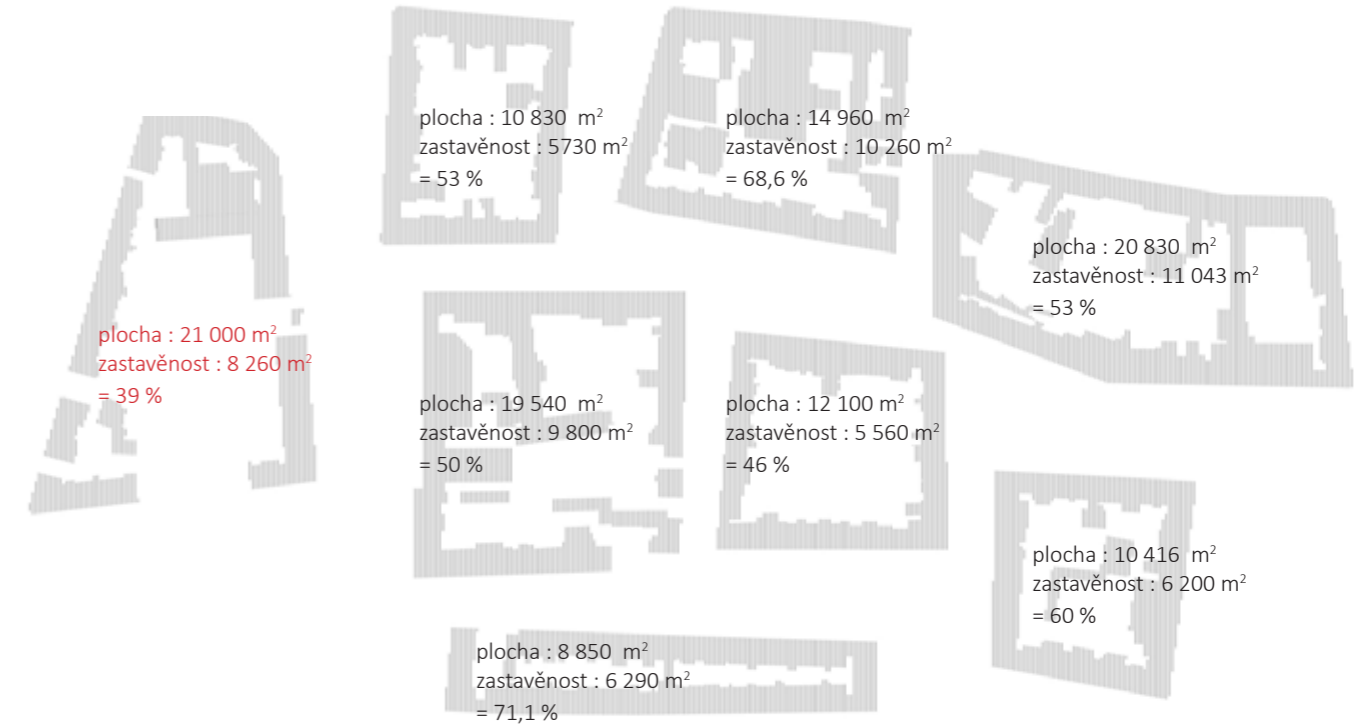 plocha : 10 830 m²
zastavěnost : 5730 m²
= 53 %
plocha : 14 960 m²
zastavěnost : 10 260 m²
= 68,6 %
plocha : 20 830 m²
zastavěnost : 11 043 m²
= 53 %
plocha : 21 000 m²
zastavěnost : 8 260 m²
= 39 %
plocha : 19 540 m²
zastavěnost : 9 800 m²
= 50 %
plocha : 12 100 m²
zastavěnost : 5 560 m²
= 46 %
plocha : 10 416 m²
zastavěnost : 6 200 m²
= 60 %
plocha : 8 850 m²
zastavěnost : 6 290 m²
= 71,1 %